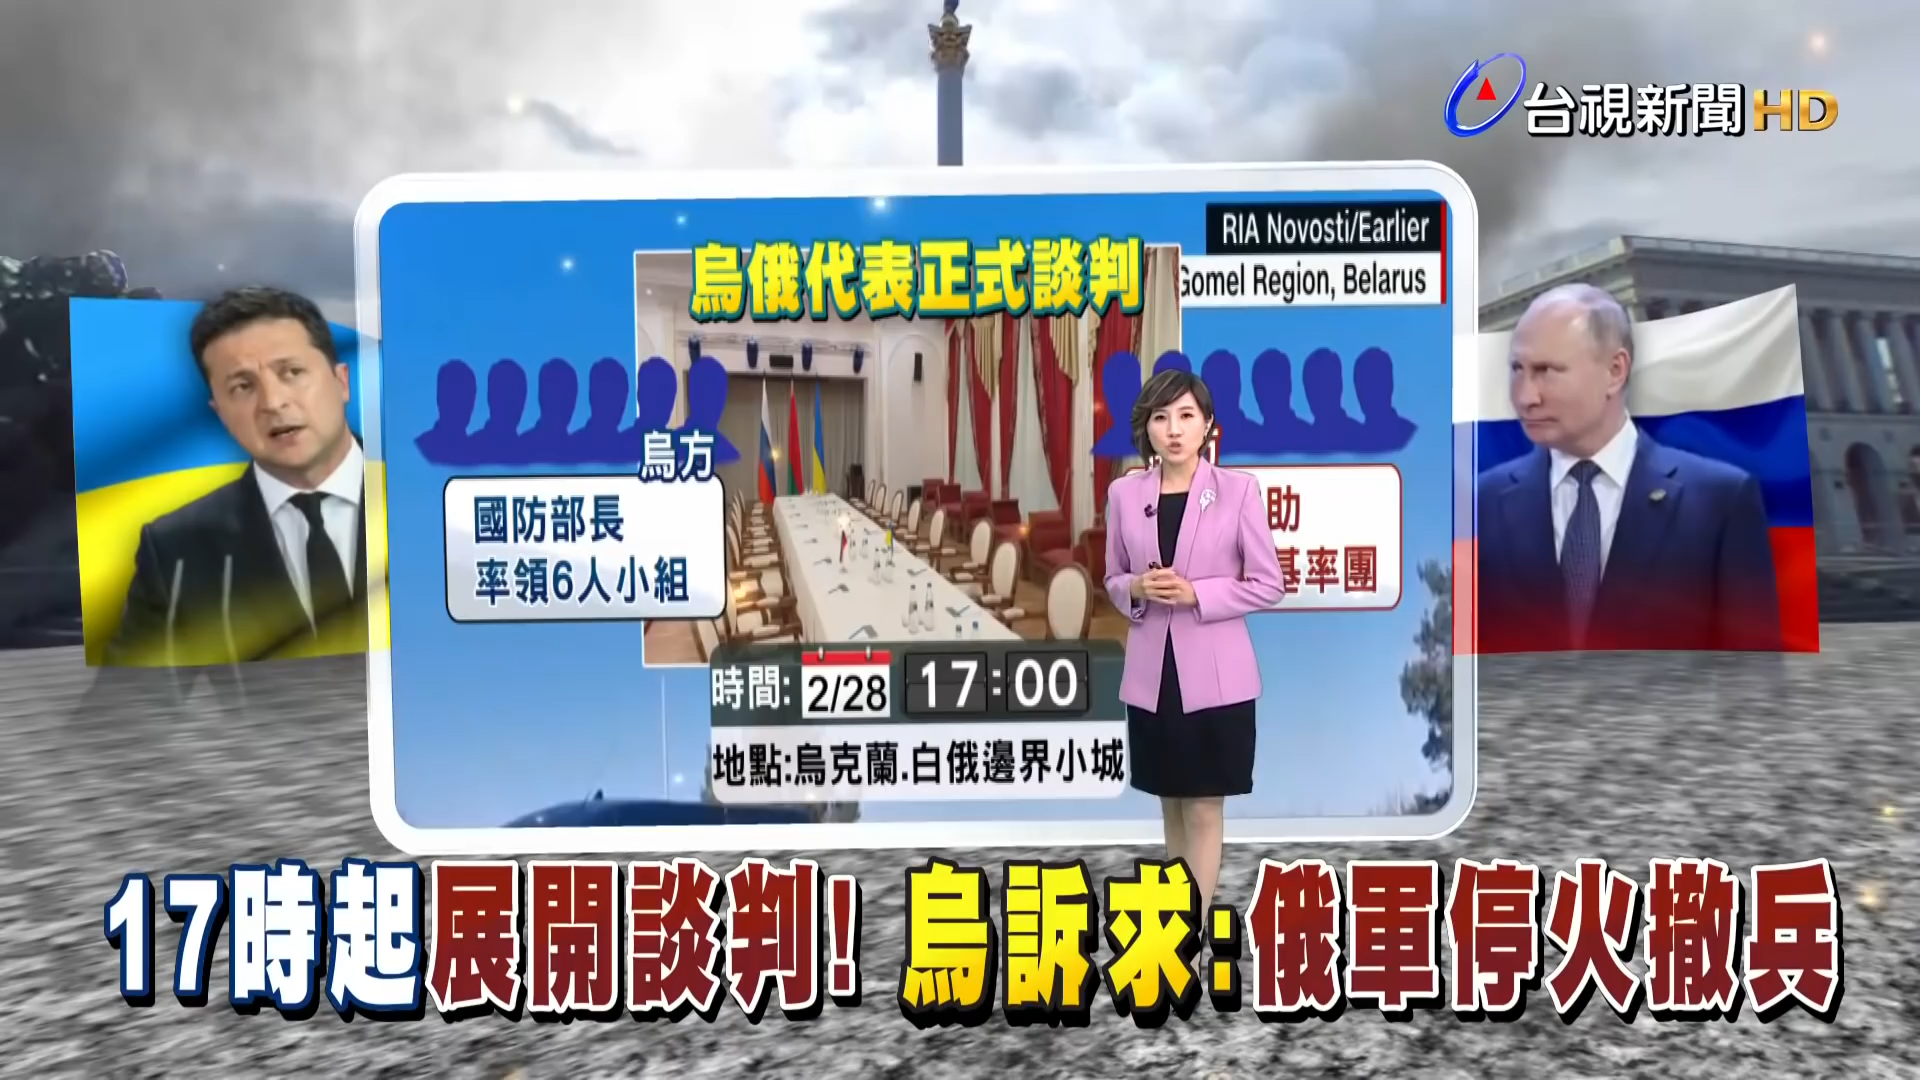 台視新聞HD
RIA Novosti/Earlier
Gomel Region, Belarus
烏俄代表正式談判
烏方
國防部長
率領6人小組
助
基率團
時間: 2/28 17:00
地點:烏克蘭.白俄邊界小城
17時起展開談判! 烏訴求:俄軍停火撤兵